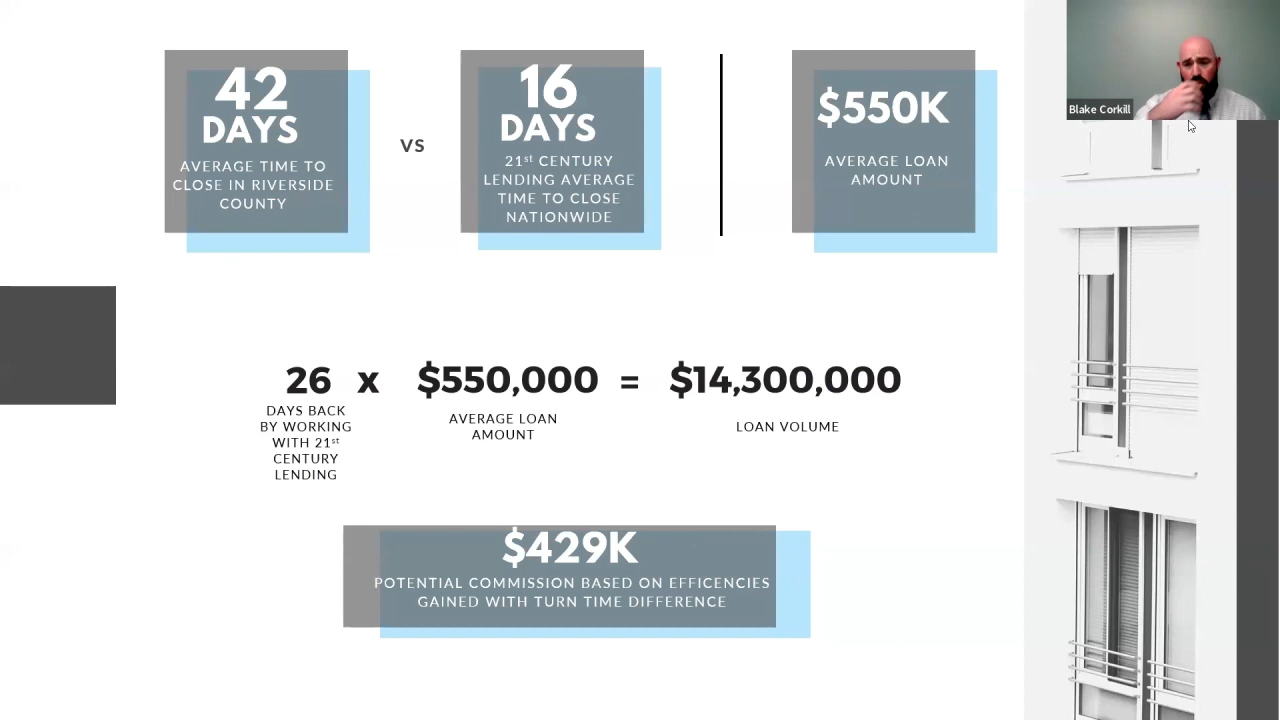 42
DAYS
AVERAGE TIME TO
CLOSE IN RIVERSIDE
COUNTY
VS
16
DAYS
21st CENTURY
LENDING AVERAGE
TIME TO CLOSE
NATIONWIDE
$550K
AVERAGE LOAN
AMOUNT
Blake Corkill
26 x $550,000 = $14,300,000
DAYS BACK
BY WORKING
WITH 21st
CENTURY
LENDING
AVERAGE LOAN
AMOUNT
LOAN VOLUME
$429K
POTENTIAL COMMISSION BASED ON EFFICENCIES
GAINED WITH TURN TIME DIFFERENCE